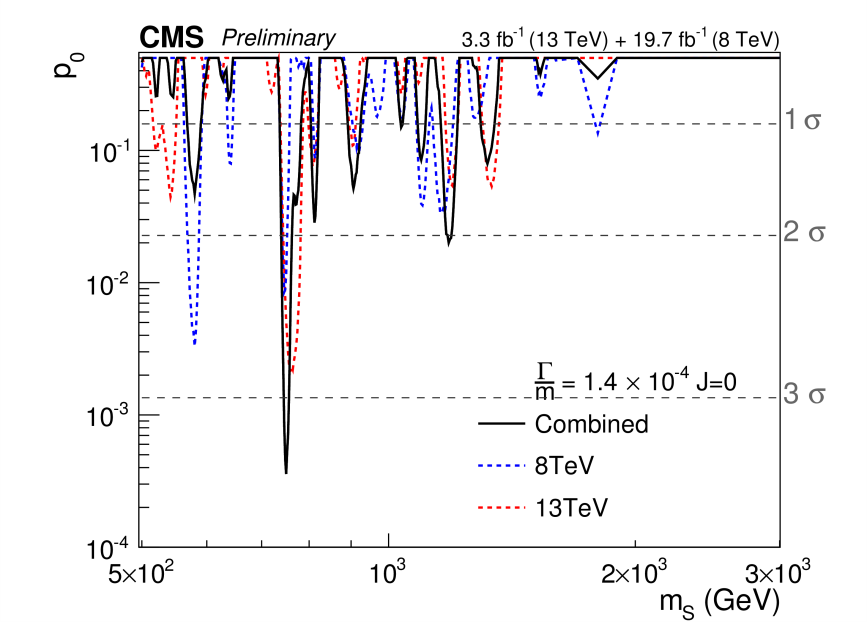 CMS Preliminary 3.3 fb⁻¹ (13 TeV) + 19.7 fb⁻¹ (8 TeV)
p₀
1 σ
10⁻¹
2 σ
10⁻²
Γ/m = 1.4 × 10⁻⁴ J=0
3 σ
10⁻³
Combined
8TeV
13TeV
10⁻⁴
5×10² 10³ 2×10³ 3×10³
m_S (GeV)